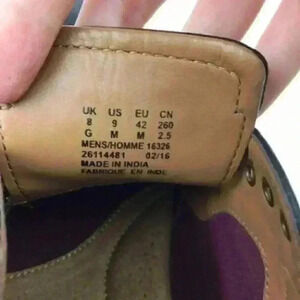 UK US EU CN
8 9 42 260
G M M 2.5
MENS/HOMME 16326
26114481 02/16
MADE IN INDIA
FABRIQUE EN INDE